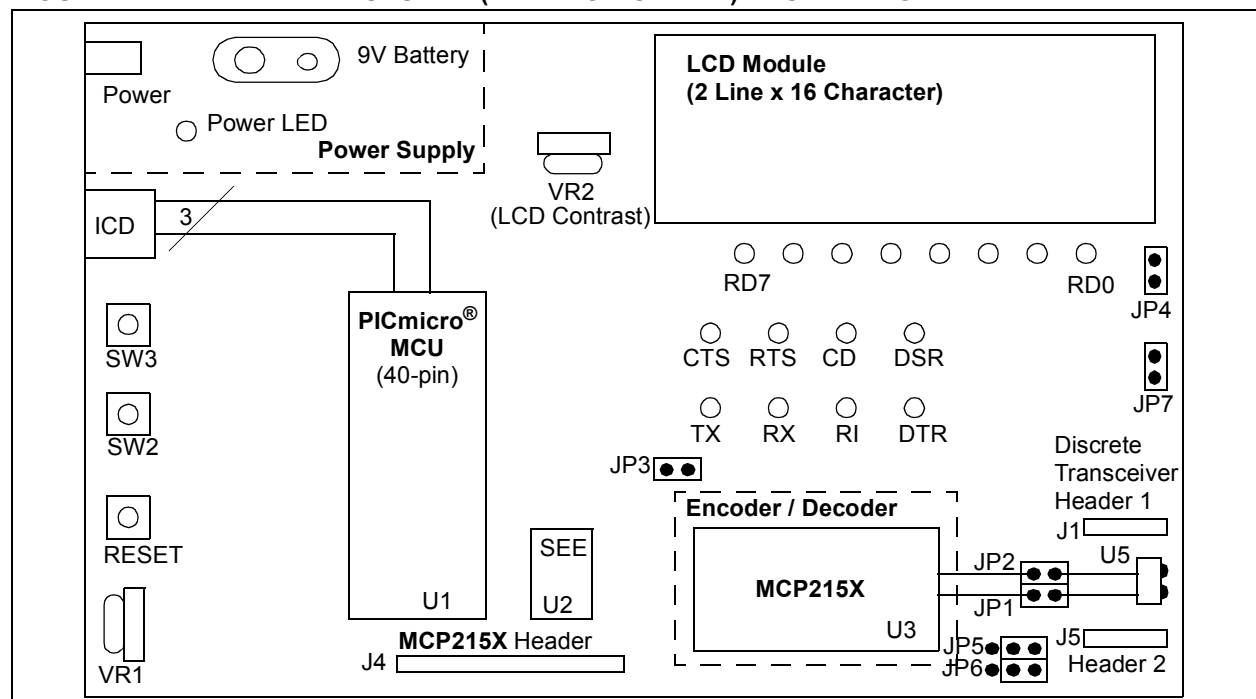 9V Battery
Power
Power LED
Power Supply
LCD Module
(2 Line x 16 Character)
VR2
(LCD Contrast)
ICD
3
RD7
RD0
JP4
PICmicro®
MCU
(40-pin)
SW3
CTS RTS CD DSR
JP7
SW2
TX RX RI DTR
JP3
Discrete
Transceiver
Header 1
Encoder / Decoder
RESET
SEE
J1
JP2
U5
MCP215X
U1
U2
JP1
U3
MCP215X Header
J4
VR1
JP5
J5
JP6
Header 2